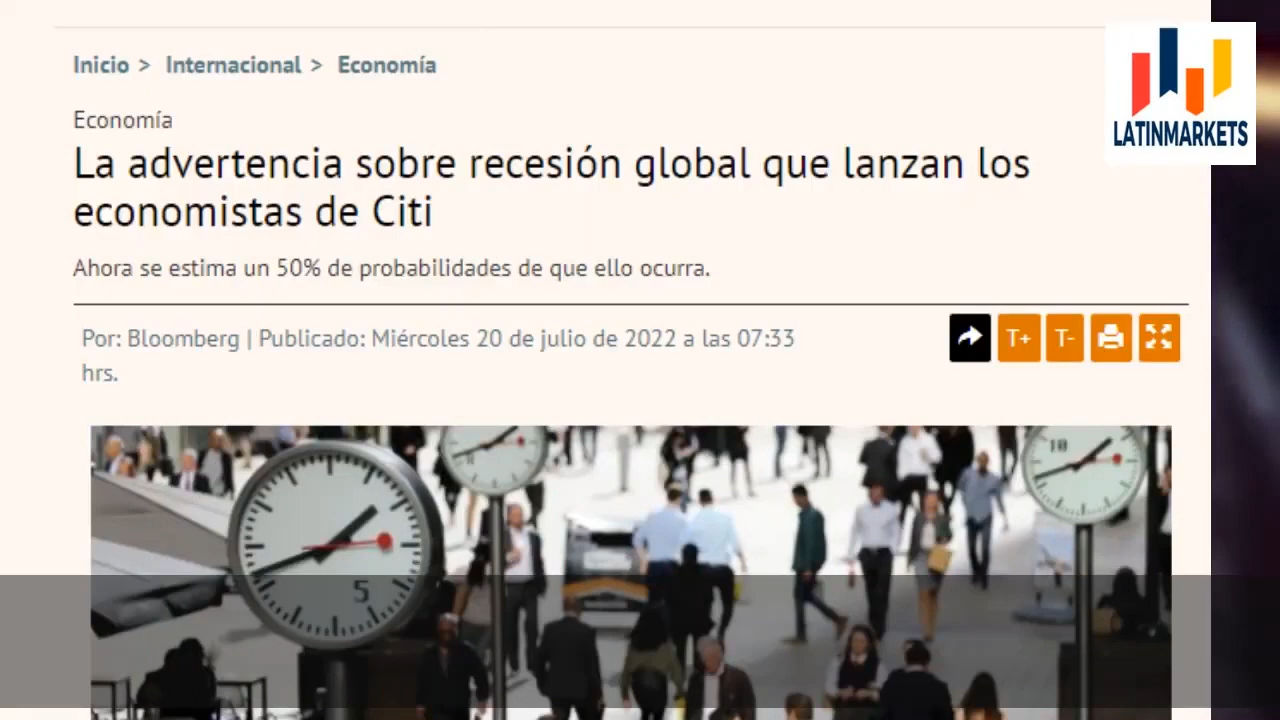 Inicio > Internacional > Economía
LATINMARKETS
Economía
La advertencia sobre recesión global que lanzan los
economistas de Citi
Ahora se estima un 50% de probabilidades de que ello ocurra.
Por: Bloomberg | Publicado: Miércoles 20 de julio de 2022 a las 07:33
hrs.
T+
T-
10
5